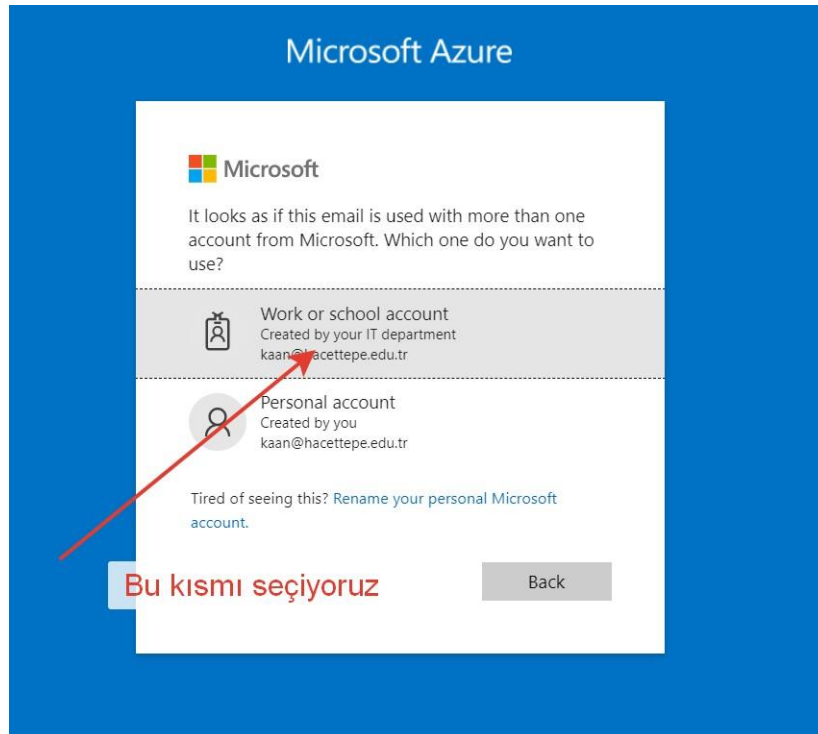 Microsoft Azure
Microsoft
It looks as if this email is used with more than one
account from Microsoft. Which one do you want to
use?
Work or school account
Created by your IT department
kaan@hacettepe.edu.tr
Personal account
Created by you
kaan@hacettepe.edu.tr
Tired of seeing this? Rename your personal Microsoft
account.
Bu kısmı seçiyoruz
Back